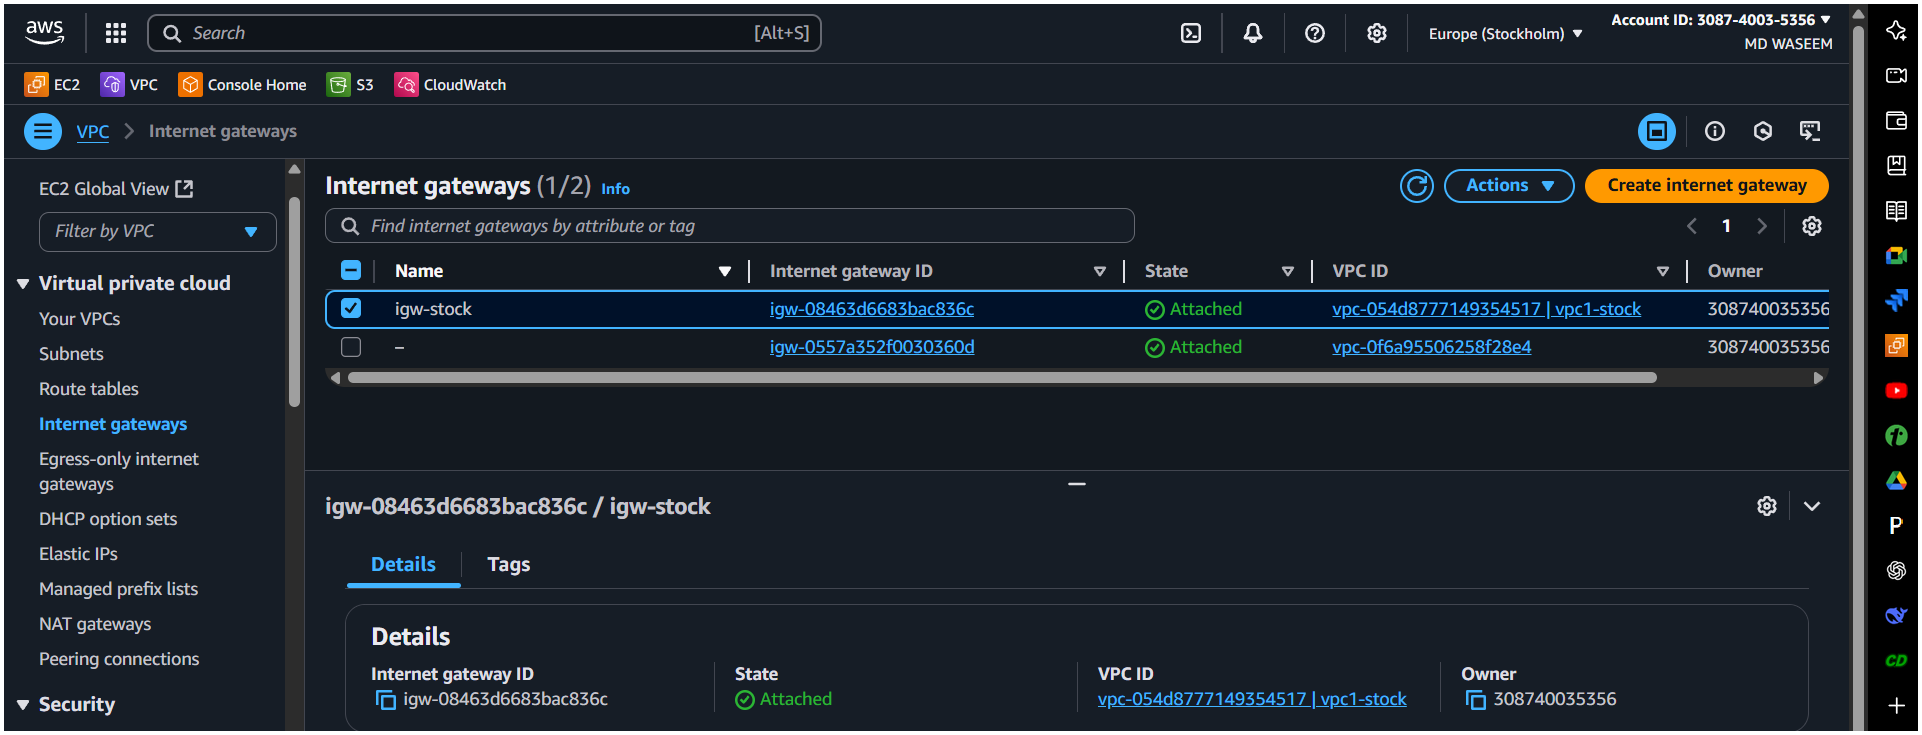 aws
Search [Alt+S]
Europe (Stockholm)
Account ID: 3087-4003-5356
MD WASEEM
EC2 VPC Console Home S3 CloudWatch
VPC Internet gateways
EC2 Global View
Filter by VPC
Virtual private cloud
Your VPCs
Subnets
Route tables
Internet gateways
Egress-only internet
gateways
DHCP option sets
Elastic IPs
Managed prefix lists
NAT gateways
Peering connections
Security
Internet gateways (1/2) Info
Actions
Create internet gateway
Find internet gateways by attribute or tag
1
Name Internet gateway ID State VPC ID Owner
igw-stock igw-08463d6683bac836c Attached vpc-054d8777149354517 | vpc1-stock 308740035356
– igw-0557a352f0030360d Attached vpc-0f6a95506258f28e4 308740035356
igw-08463d6683bac836c / igw-stock
Details Tags
Details
Internet gateway ID State VPC ID Owner
igw-08463d6683bac836c Attached vpc-054d8777149354517 | vpc1-stock 308740035356
P
CD